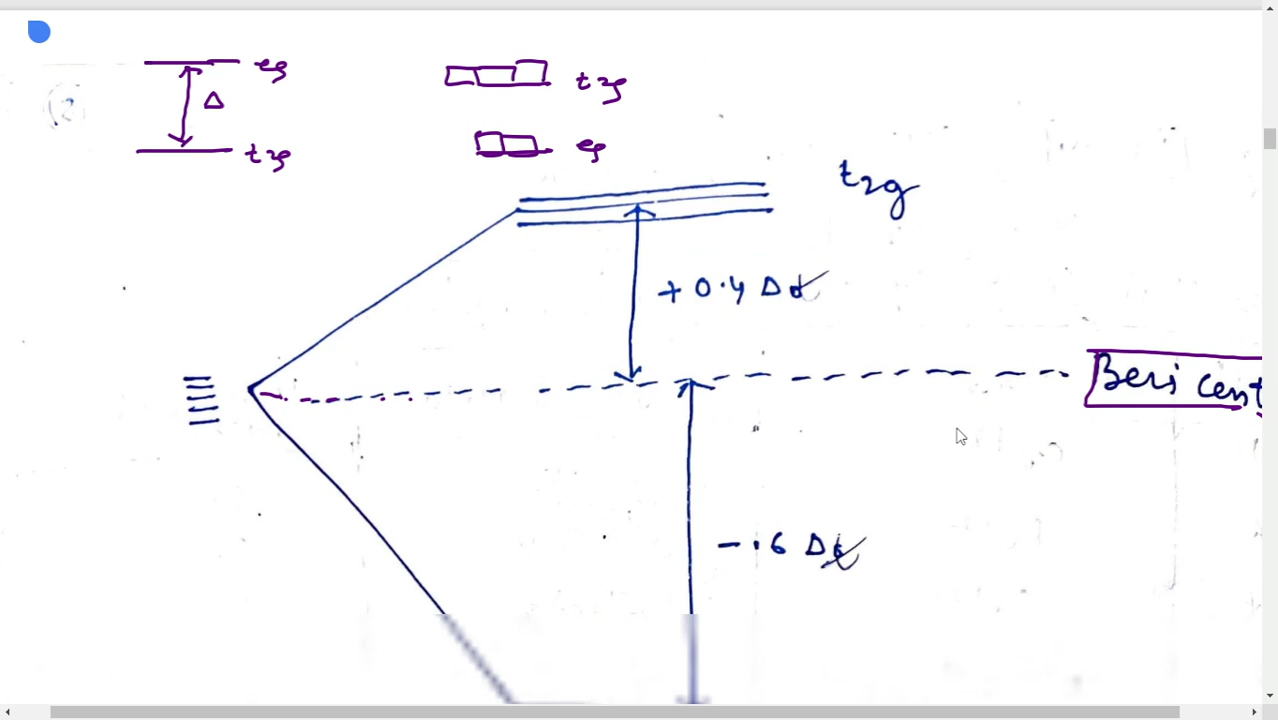 eg
Δ
t2g
t2g
eg
t2g
+ 0.4 Δt
Beri cent
- .6 Δt